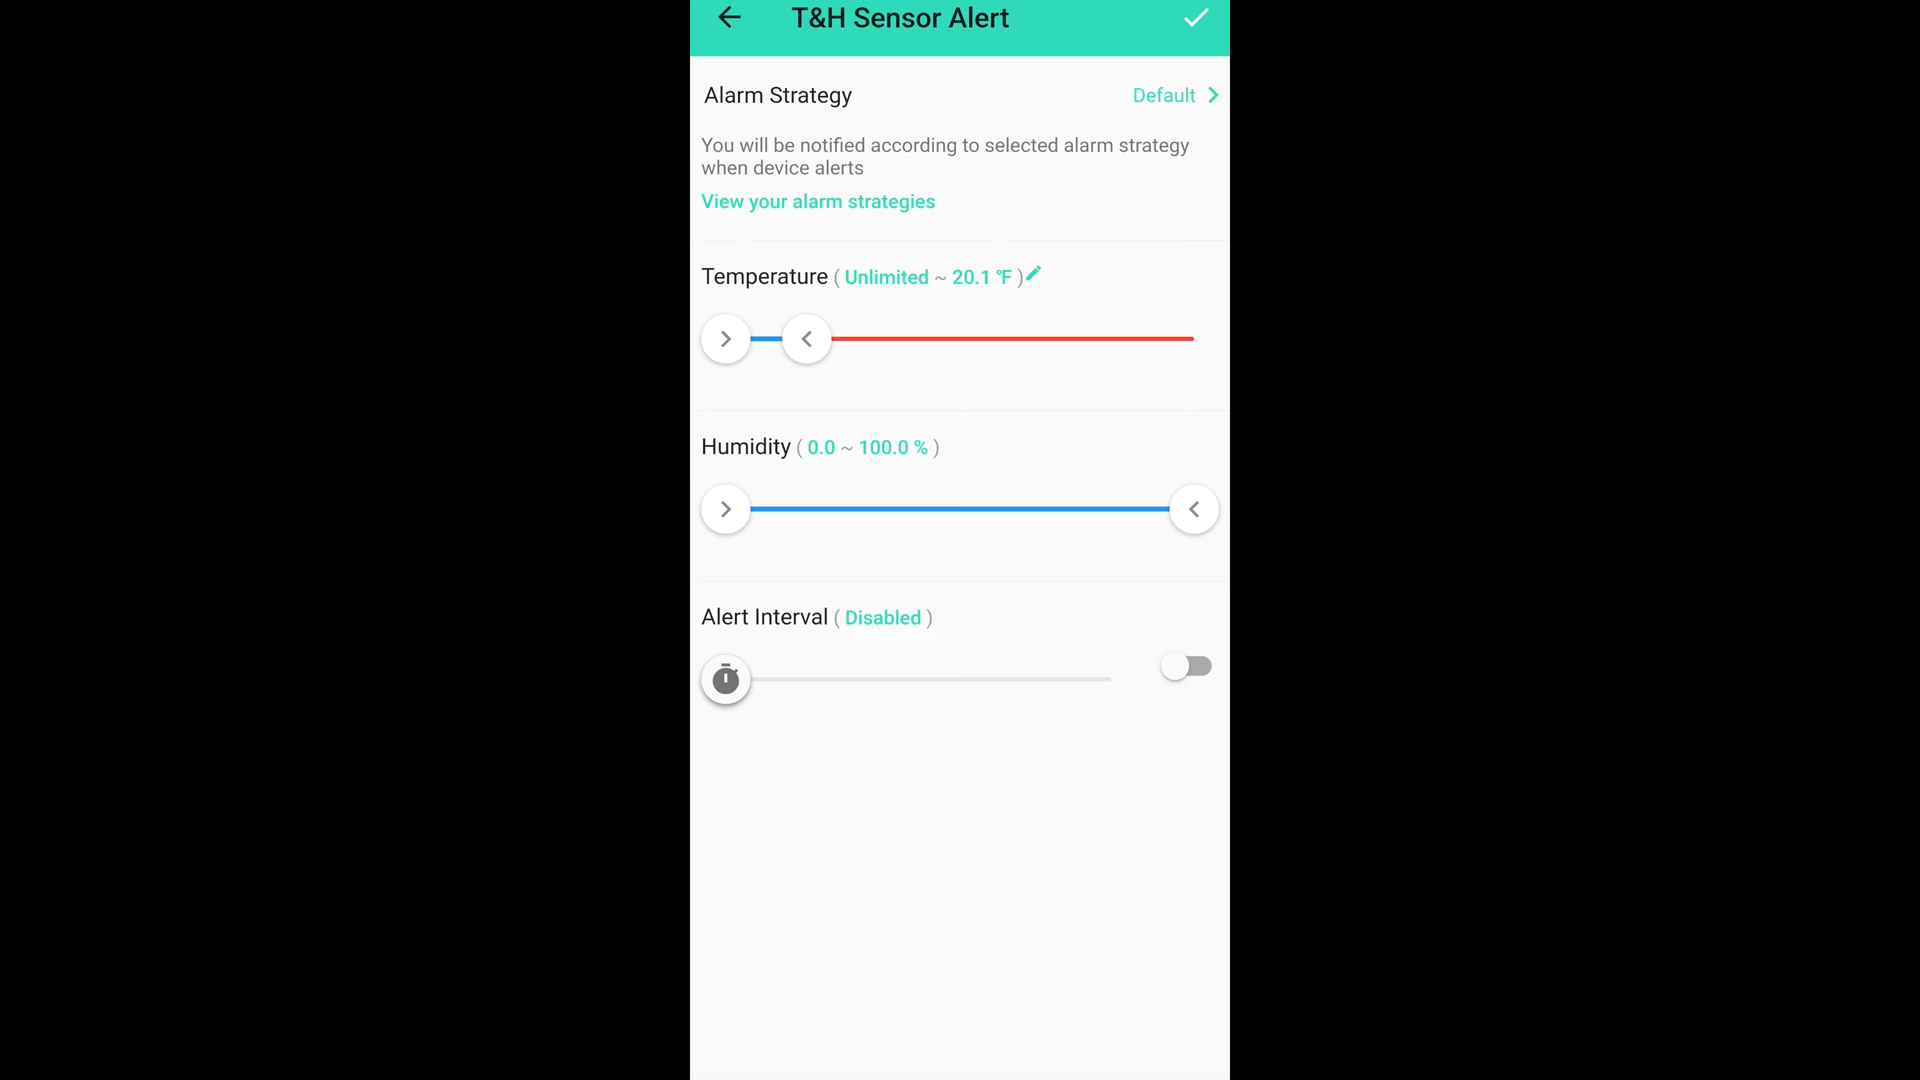 T&H Sensor Alert
Alarm Strategy
Default
You will be notified according to selected alarm strategy
when device alerts
View your alarm strategies
Temperature ( Unlimited ~ 20.1 ℉ )
Humidity ( 0.0 ~ 100.0 % )
Alert Interval ( Disabled )